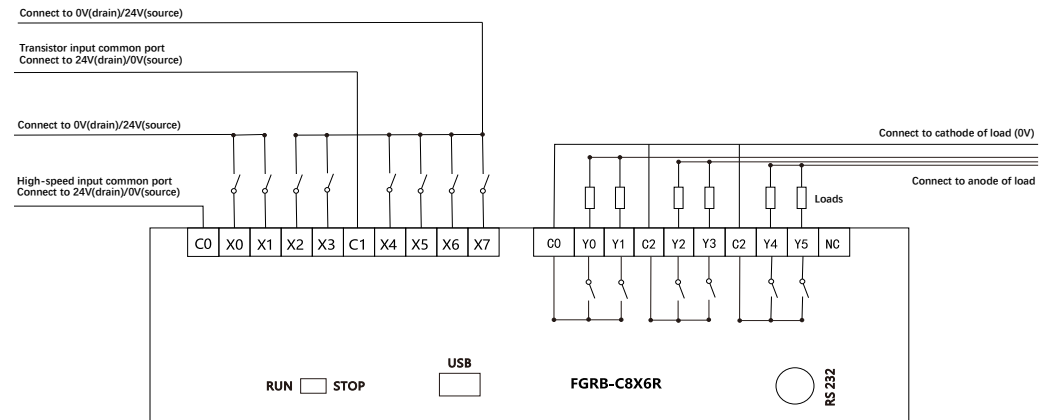 Connect to 0V(drain)/24V(source)
Transistor input common port
Connect to 24V(drain)/0V(source)
Connect to 0V(drain)/24V(source)
High-speed input common port
Connect to 24V(drain)/0V(source)
Connect to cathode of load (0V)
Connect to anode of load
Loads
C0 X0 X1 X2 X3 C1 X4 X5 X6 X7
C0 Y0 Y1 C2 Y2 Y3 C2 Y4 Y5 NC
RUN STOP
USB
FGRB-C8X6R
RS 232